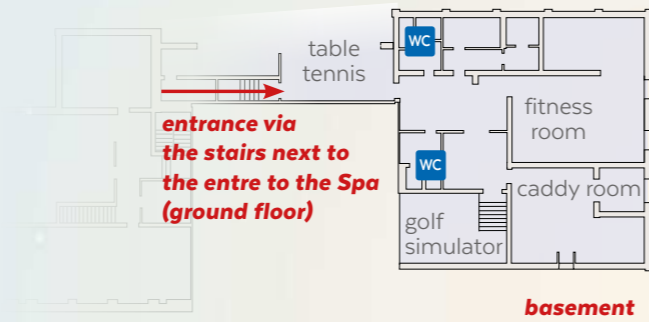 WC
table
tennis
entrance via
the stairs next to
the entre to the Spa
(ground floor)
fitness
room
WC
caddy room
golf
simulator
basement